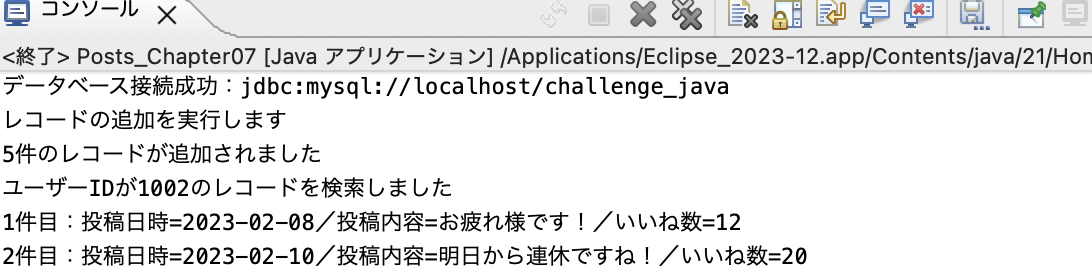 コンソール ×
<終了> Posts_Chapter07 [Java アプリケーション] /Applications/Eclipse_2023-12.app/Contents/java/21/Hon
データベース接続成功：jdbc:mysql://localhost/challenge_java
レコードの追加を実行します
5件のレコードが追加されました
ユーザーIDが1002のレコードを検索しました
1件目：投稿日時=2023-02-08／投稿内容=お疲れ様です！／いいね数=12
2件目：投稿日時=2023-02-10／投稿内容=明日から連休ですね！／いいね数=20